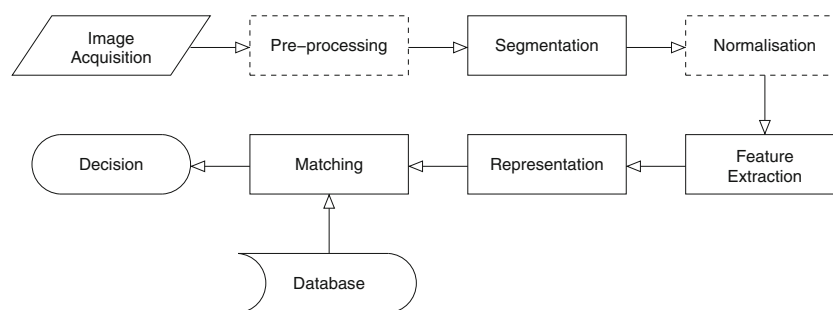 Image
Acquisition
Pre-processing
Segmentation
Normalisation
Decision
Matching
Representation
Feature
Extraction
Database